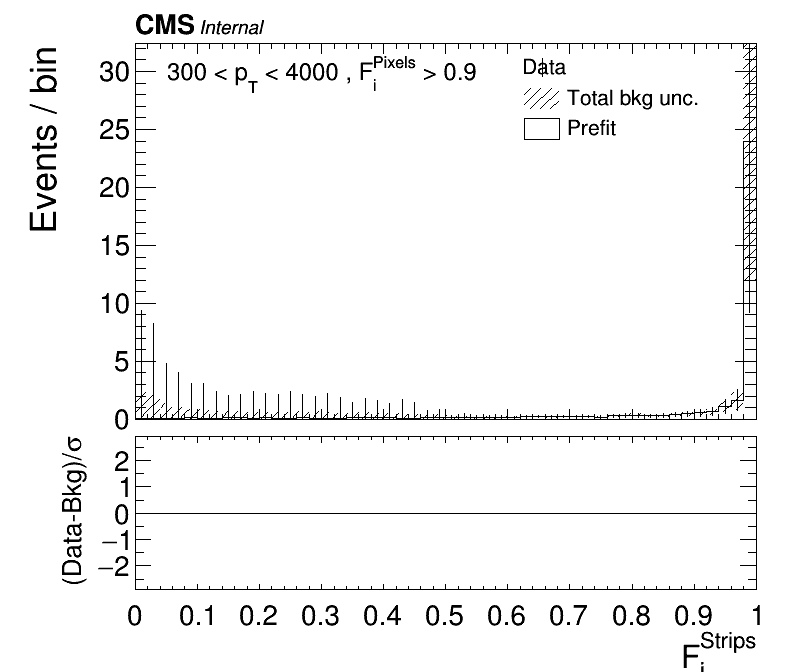 CMS Internal
300 < p_T < 4000 , F_i^Pixels > 0.9
Data
Total bkg unc.
Prefit
Events / bin
30
25
20
15
10
5
0
(Data-Bkg)/σ
2
1
0
−1
−2
0 0.1 0.2 0.3 0.4 0.5 0.6 0.7 0.8 0.9 1
F_i^Strips